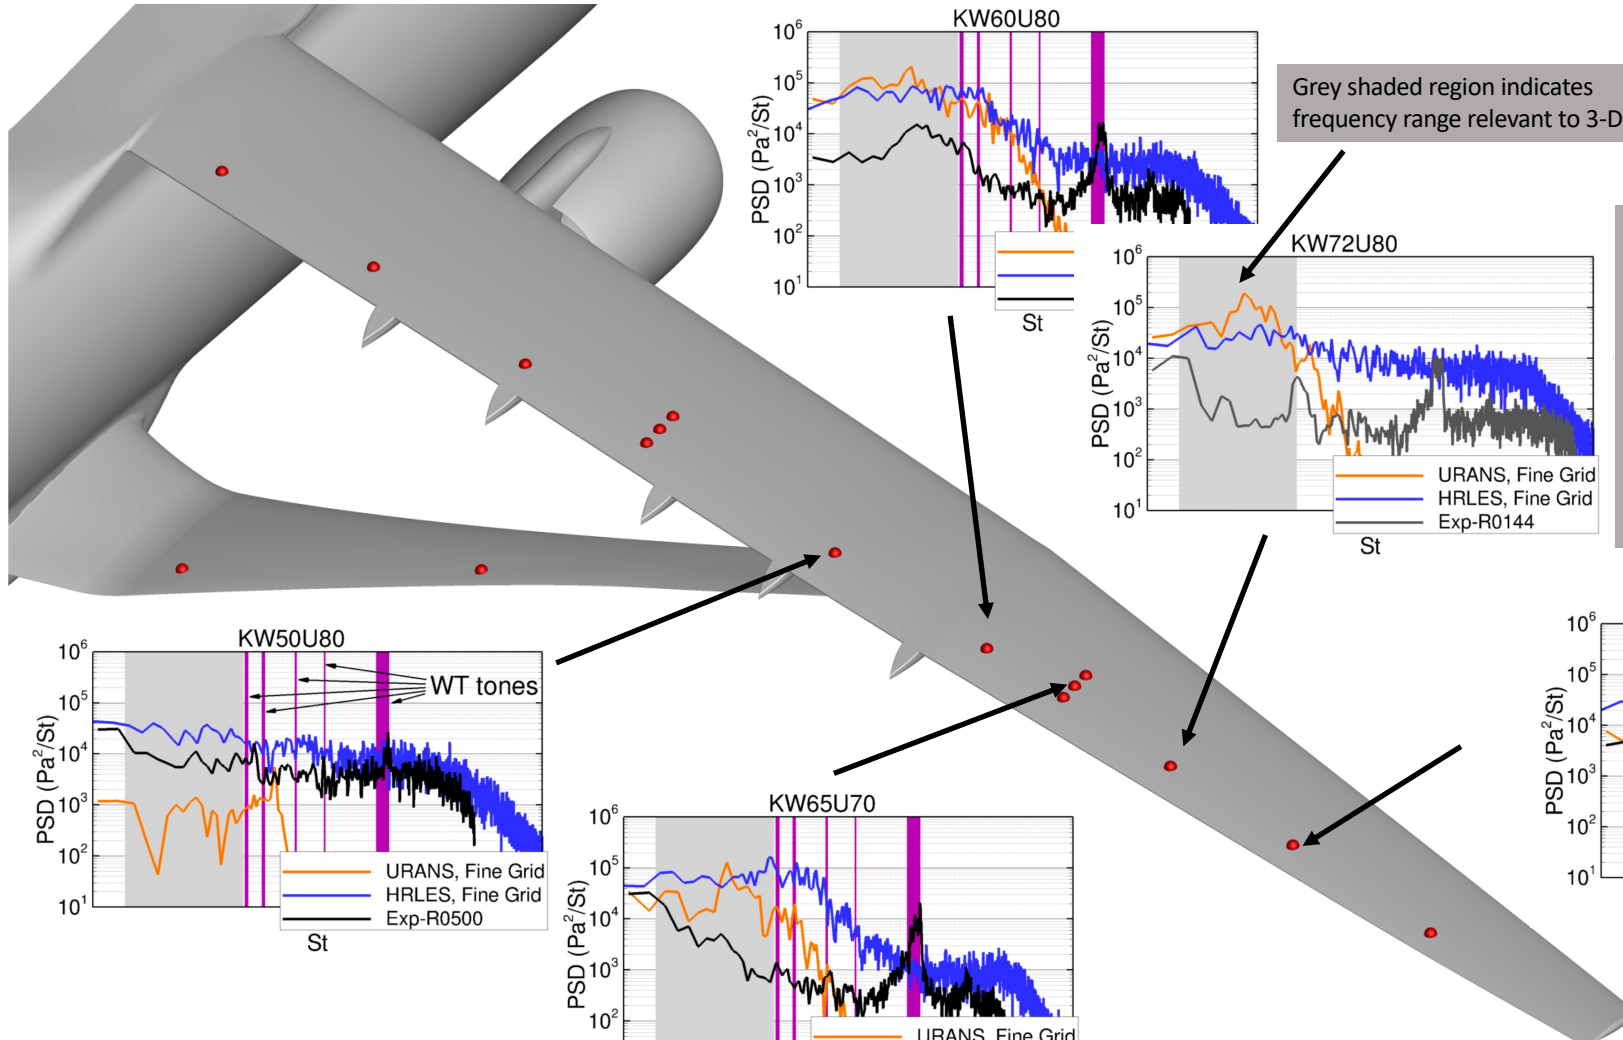 KW60U80
10^6
10^5
10^4
10^3
10^2
10^1
PSD (Pa^2/St)
St
Grey shaded region indicates
frequency range relevant to 3-D
KW72U80
10^6
10^5
10^4
10^3
10^2
10^1
PSD (Pa^2/St)
URANS, Fine Grid
HRLES, Fine Grid
Exp-R0144
St
KW50U80
10^6
10^5
10^4
10^3
10^2
10^1
PSD (Pa^2/St)
WT tones
URANS, Fine Grid
HRLES, Fine Grid
Exp-R0500
St
KW65U70
10^6
10^5
10^4
10^3
10^2
PSD (Pa^2/St)
URANS, Fine Grid
10^6
10^5
10^4
10^3
10^2
10^1
PSD (Pa^2/St)